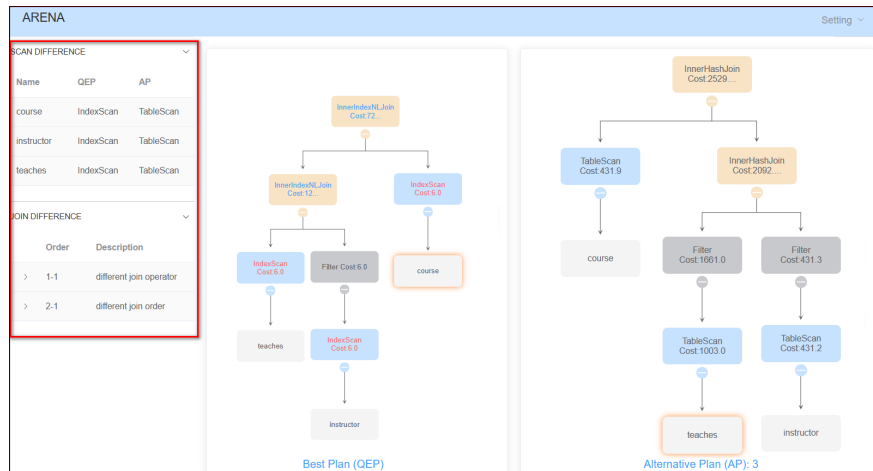 ARENA
Setting
SCAN DIFFERENCE
Name QEP AP
course IndexScan TableScan
instructor IndexScan TableScan
teaches IndexScan TableScan
JOIN DIFFERENCE
Order Description
1-1 different join operator
2-1 different join order
InnerIndexNLJoin
Cost:72...
InnerIndexNLJoin
Cost:12...
IndexScan
Cost:6.0
IndexScan
Cost:6.0
Filter Cost:6.0
course
teaches
IndexScan
Cost:6.0
instructor
Best Plan (QEP)
InnerHashJoin
Cost:2529....
TableScan
Cost:431.9
InnerHashJoin
Cost:2092....
course
Filter
Cost:1661.0
Filter
Cost:431.3
TableScan
Cost:1003.0
TableScan
Cost:431.2
teaches
instructor
Alternative Plan (AP): 3